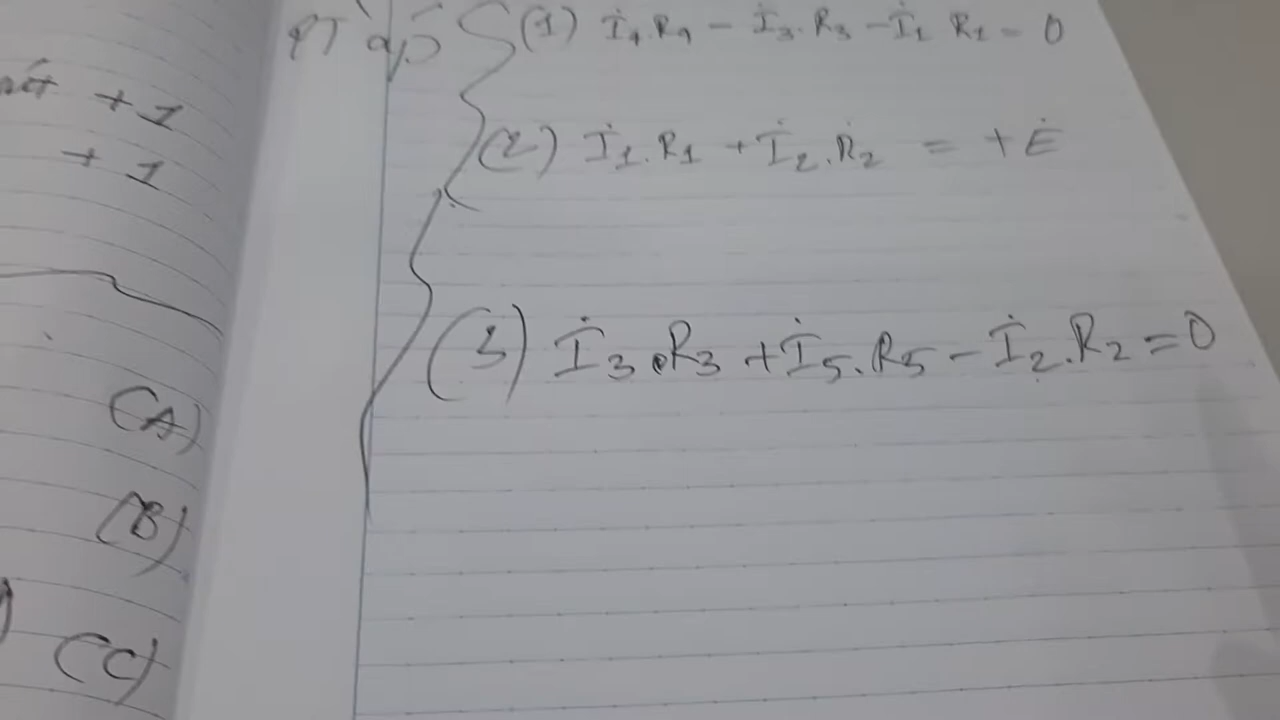 +1
+1
(A)
(B)
(C)
PT áp
(1) İ₄.R₄ - İ₃.R₃ - İ₁ R₁ = 0
(2) İ₁.R₁ + İ₂.Ṙ₂ = +Ė
(3) İ₃.R₃ + İ₅.R₅ - İ₂.R₂ = 0